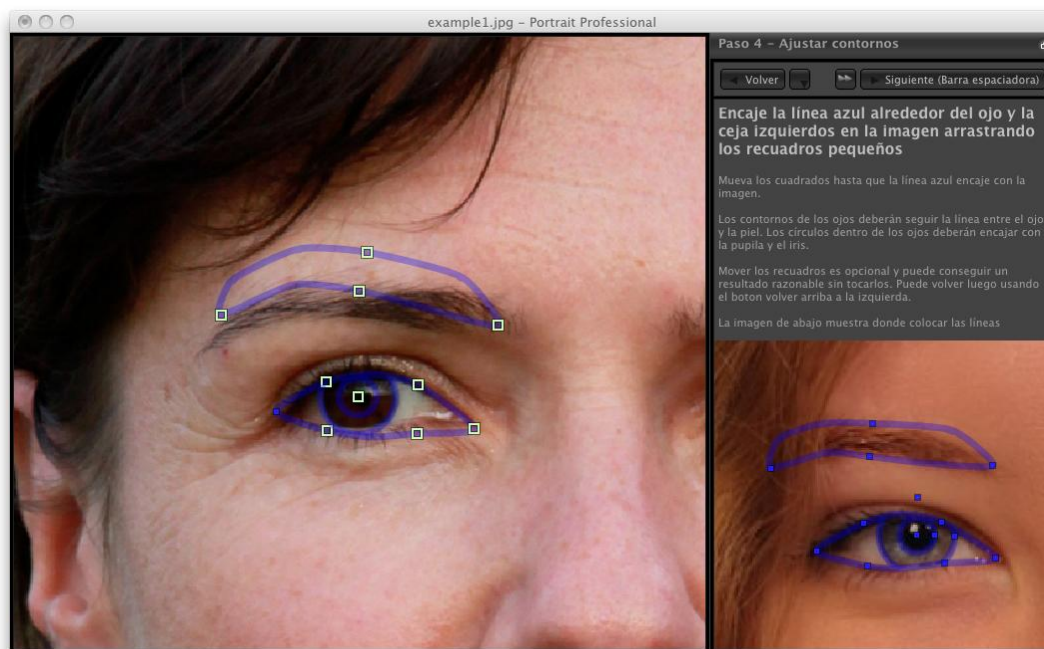 example1.jpg – Portrait Professional
Paso 4 – Ajustar contornos
Volver
Siguiente (Barra espaciadora)
Encaje la línea azul alrededor del ojo y la
ceja izquierdos en la imagen arrastrando
los recuadros pequeños
Mueva los cuadrados hasta que la línea azul encaje con la
imagen.
Los contornos de los ojos deberán seguir la línea entre el ojo
y la piel. Los círculos dentro de los ojos deberán encajar con
la pupila y el iris.
Mover los recuadros es opcional y puede conseguir un
resultado razonable sin tocarlos. Puede volver luego usando
el boton volver arriba a la izquierda.
La imagen de abajo muestra donde colocar las líneas